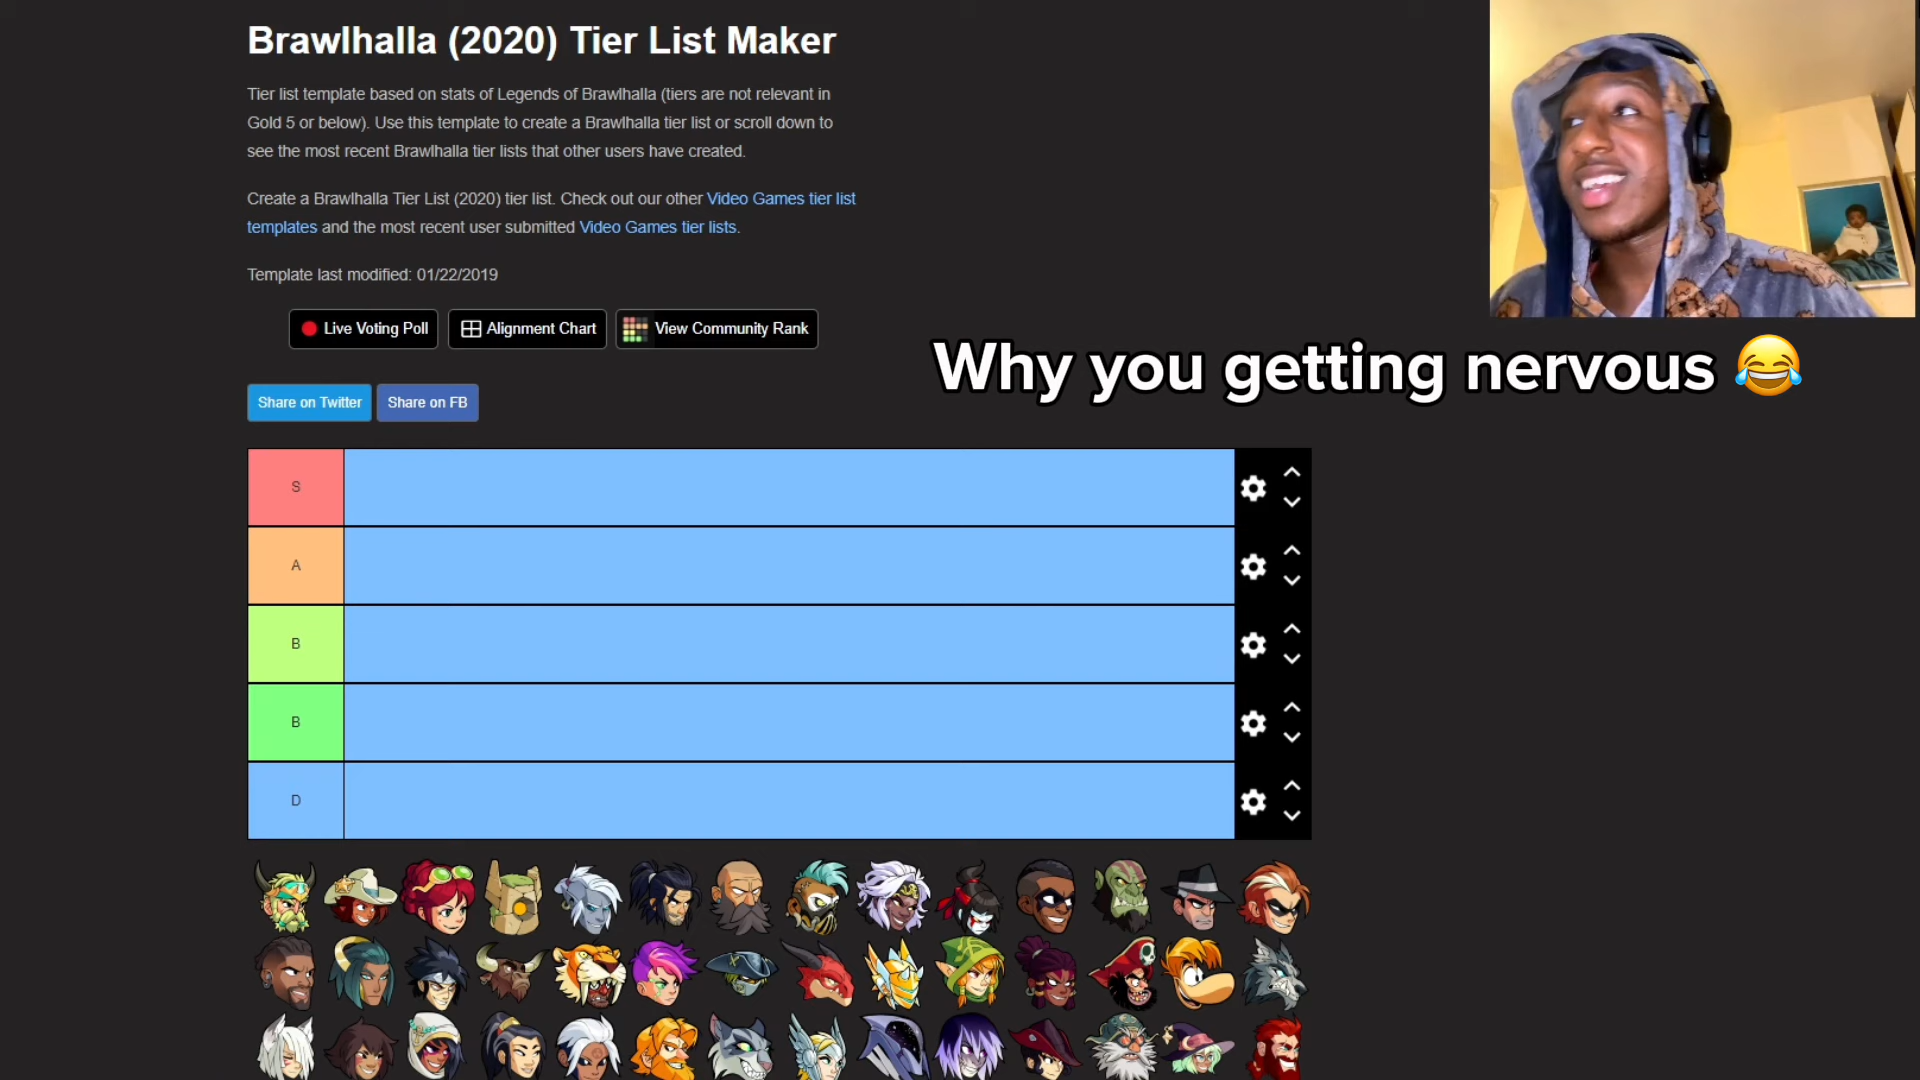 Brawlhalla (2020) Tier List Maker
Tier list template based on stats of Legends of Brawlhalla (tiers are not relevant in
Gold 5 or below). Use this template to create a Brawlhalla tier list or scroll down to
see the most recent Brawlhalla tier lists that other users have created.
Create a Brawlhalla Tier List (2020) tier list. Check out our other Video Games tier list
templates and the most recent user submitted Video Games tier lists.
Template last modified: 01/22/2019
Live Voting Poll
Alignment Chart
View Community Rank
Why you getting nervous 😂
Share on Twitter
Share on FB
S
A
B
B
D